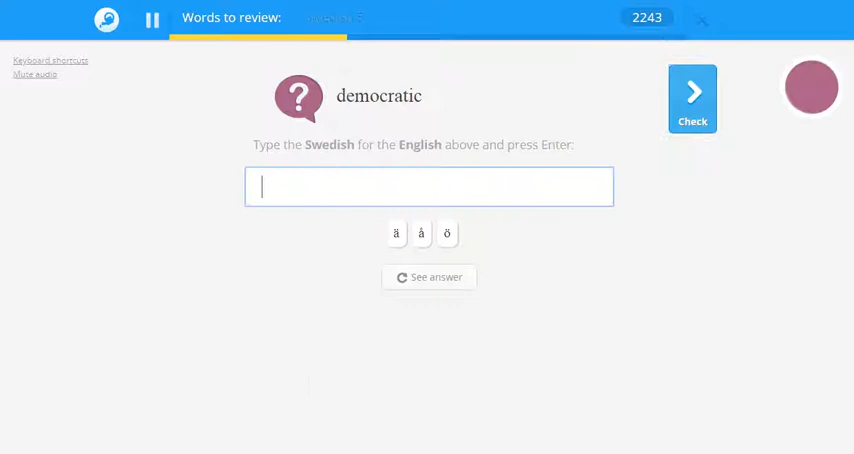 Words to review:
2243
Keyboard shortcuts
Mute audio
? democratic
Check
Type the Swedish for the English above and press Enter:
ä å ö
See answer